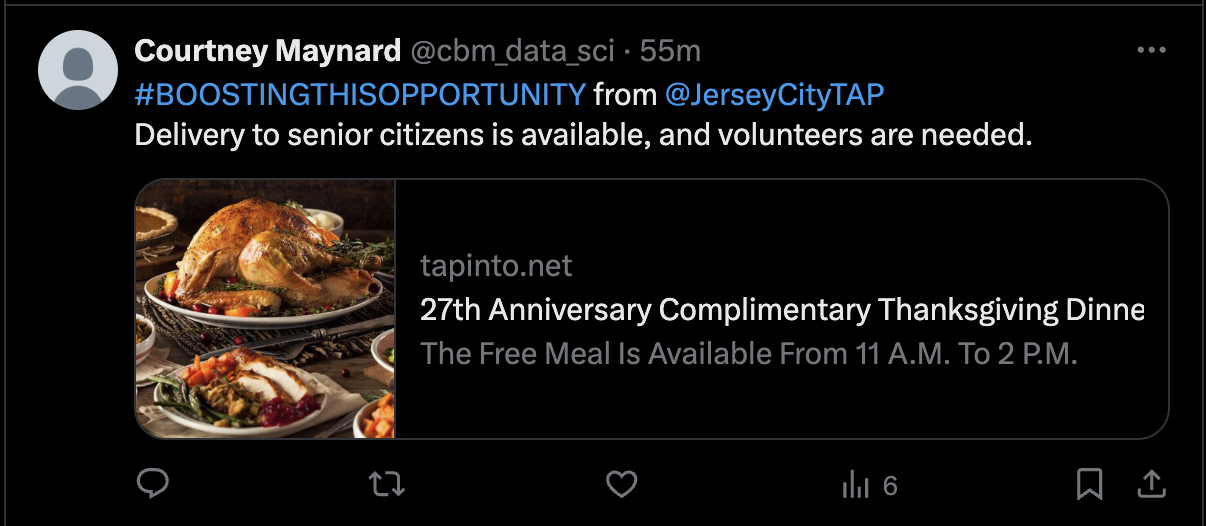 Courtney Maynard @cbm_data_sci · 55m
#BOOSTINGTHISOPPORTUNITY from @JerseyCityTAP
Delivery to senior citizens is available, and volunteers are needed.
tapinto.net
27th Anniversary Complimentary Thanksgiving Dinne
The Free Meal Is Available From 11 A.M. To 2 P.M.
6